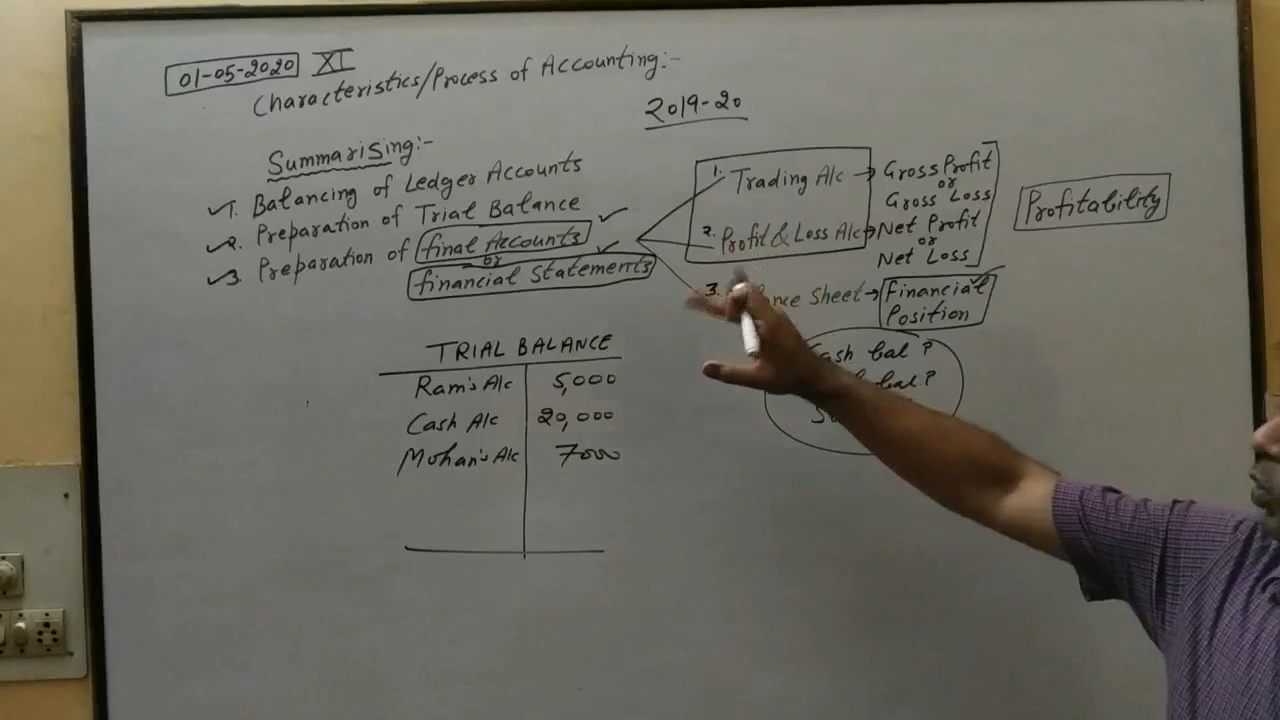 01-05-2020 XI
Characteristics/Process of Accounting:-
2019-20
Summarising:-
1. Balancing of Ledger Accounts
2. Preparation of Trial Balance
3. Preparation of final Accounts
or
financial Statements
1. Trading A/c → Gross Profit
or
Gross Loss
2. Profit & Loss A/c → Net Profit
or
Net Loss
Profitability
3. Sheet → Financial
Position
bal ?
bal ?
TRIAL BALANCE
Ram's A/c 5,000
Cash A/c 20,000
Mohan's A/c 7000